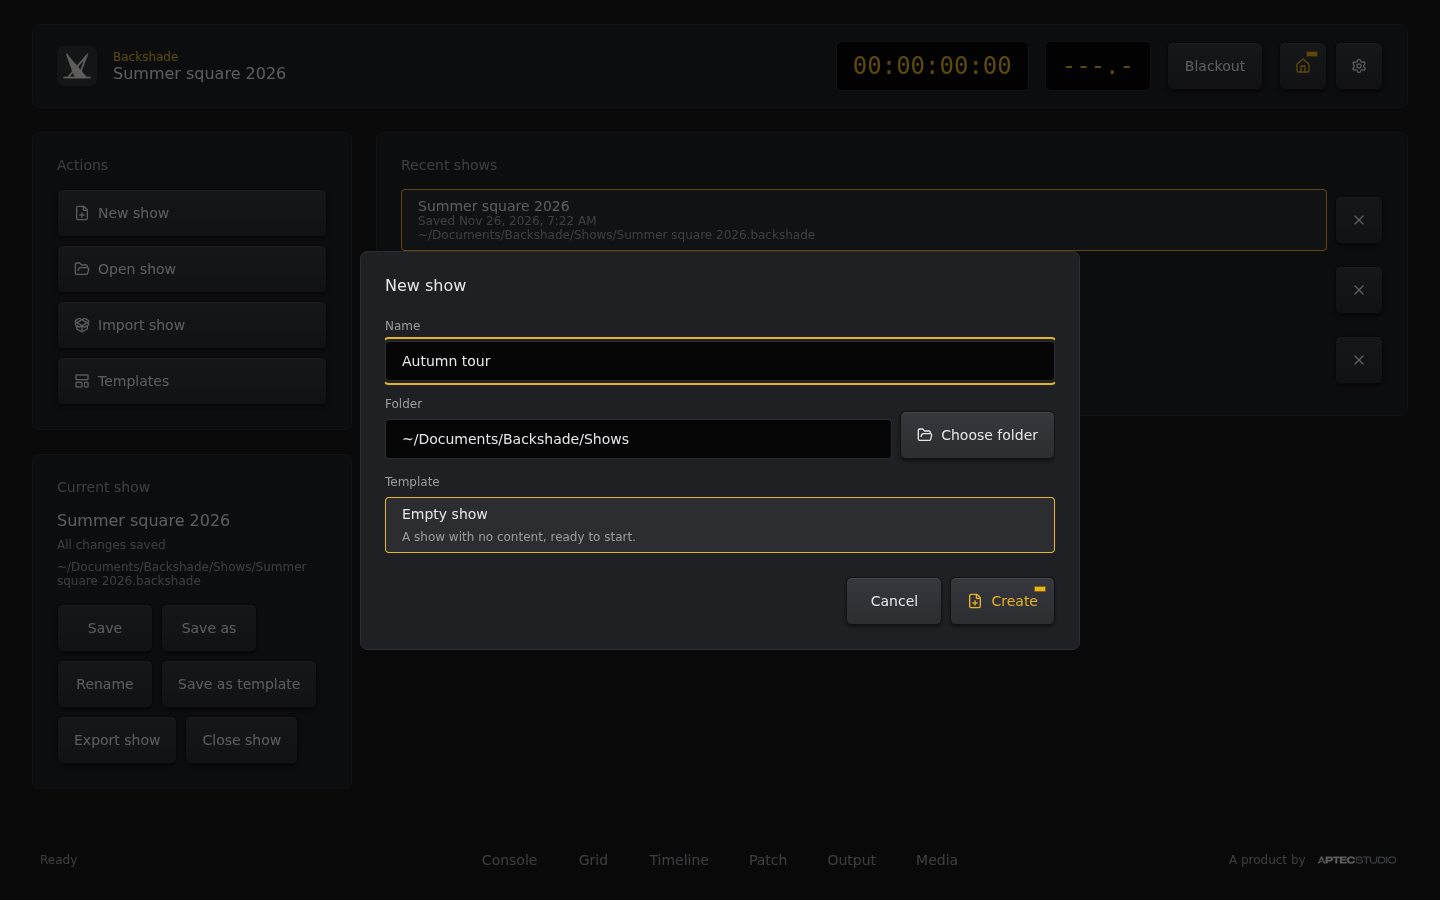 Backshade
Summer square 2026
00:00:00:00
---.-
Blackout
Actions
New show
Open show
Import show
Templates
Recent shows
Summer square 2026
Saved Nov 26, 2026, 7:22 AM
~/Documents/Backshade/Shows/Summer square 2026.backshade
New show
Name
Autumn tour
Folder
~/Documents/Backshade/Shows
Choose folder
Template
Empty show
A show with no content, ready to start.
Cancel
Create
Current show
Summer square 2026
All changes saved
~/Documents/Backshade/Shows/Summer
square 2026.backshade
Save
Save as
Rename
Save as template
Export show
Close show
Ready
Console
Grid
Timeline
Patch
Output
Media
A product by
APTECSTUDIO